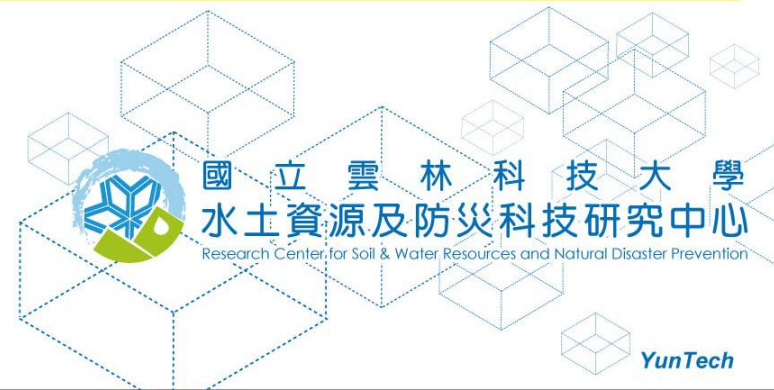 國立雲林科技大學
水土資源及防災科技研究中心
Research Center for Soil & Water Resources and Natural Disaster Prevention
YunTech